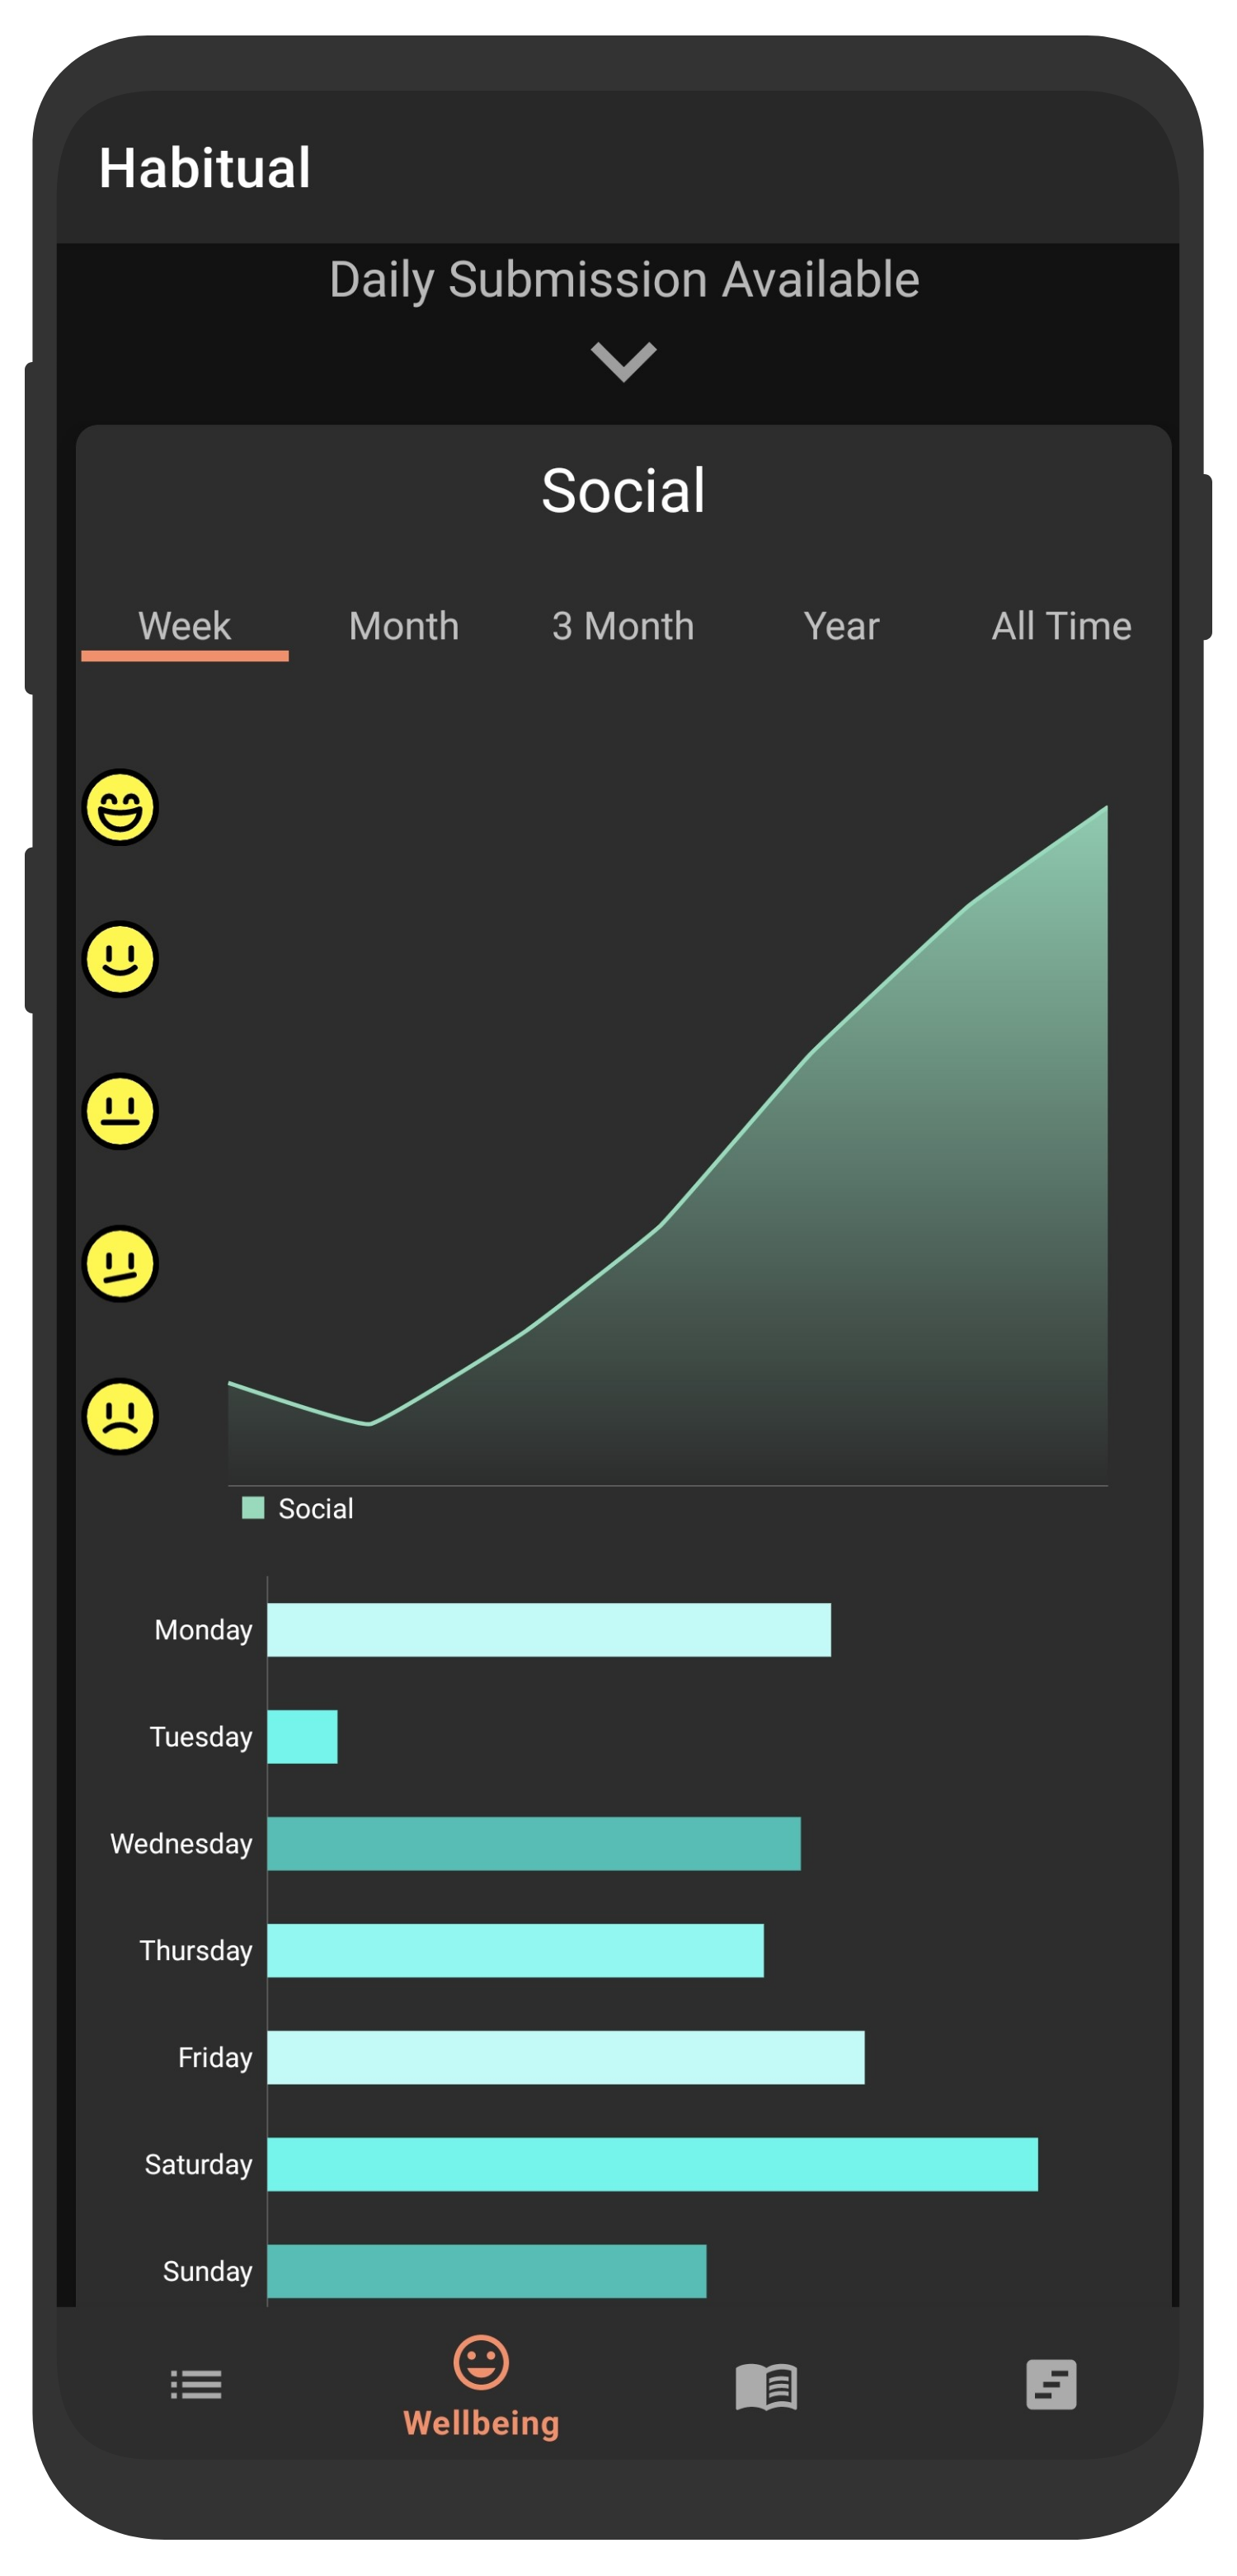 Habitual
Daily Submission Available
Social
Week Month 3 Month Year All Time
Social
Monday
Tuesday
Wednesday
Thursday
Friday
Saturday
Sunday
Wellbeing